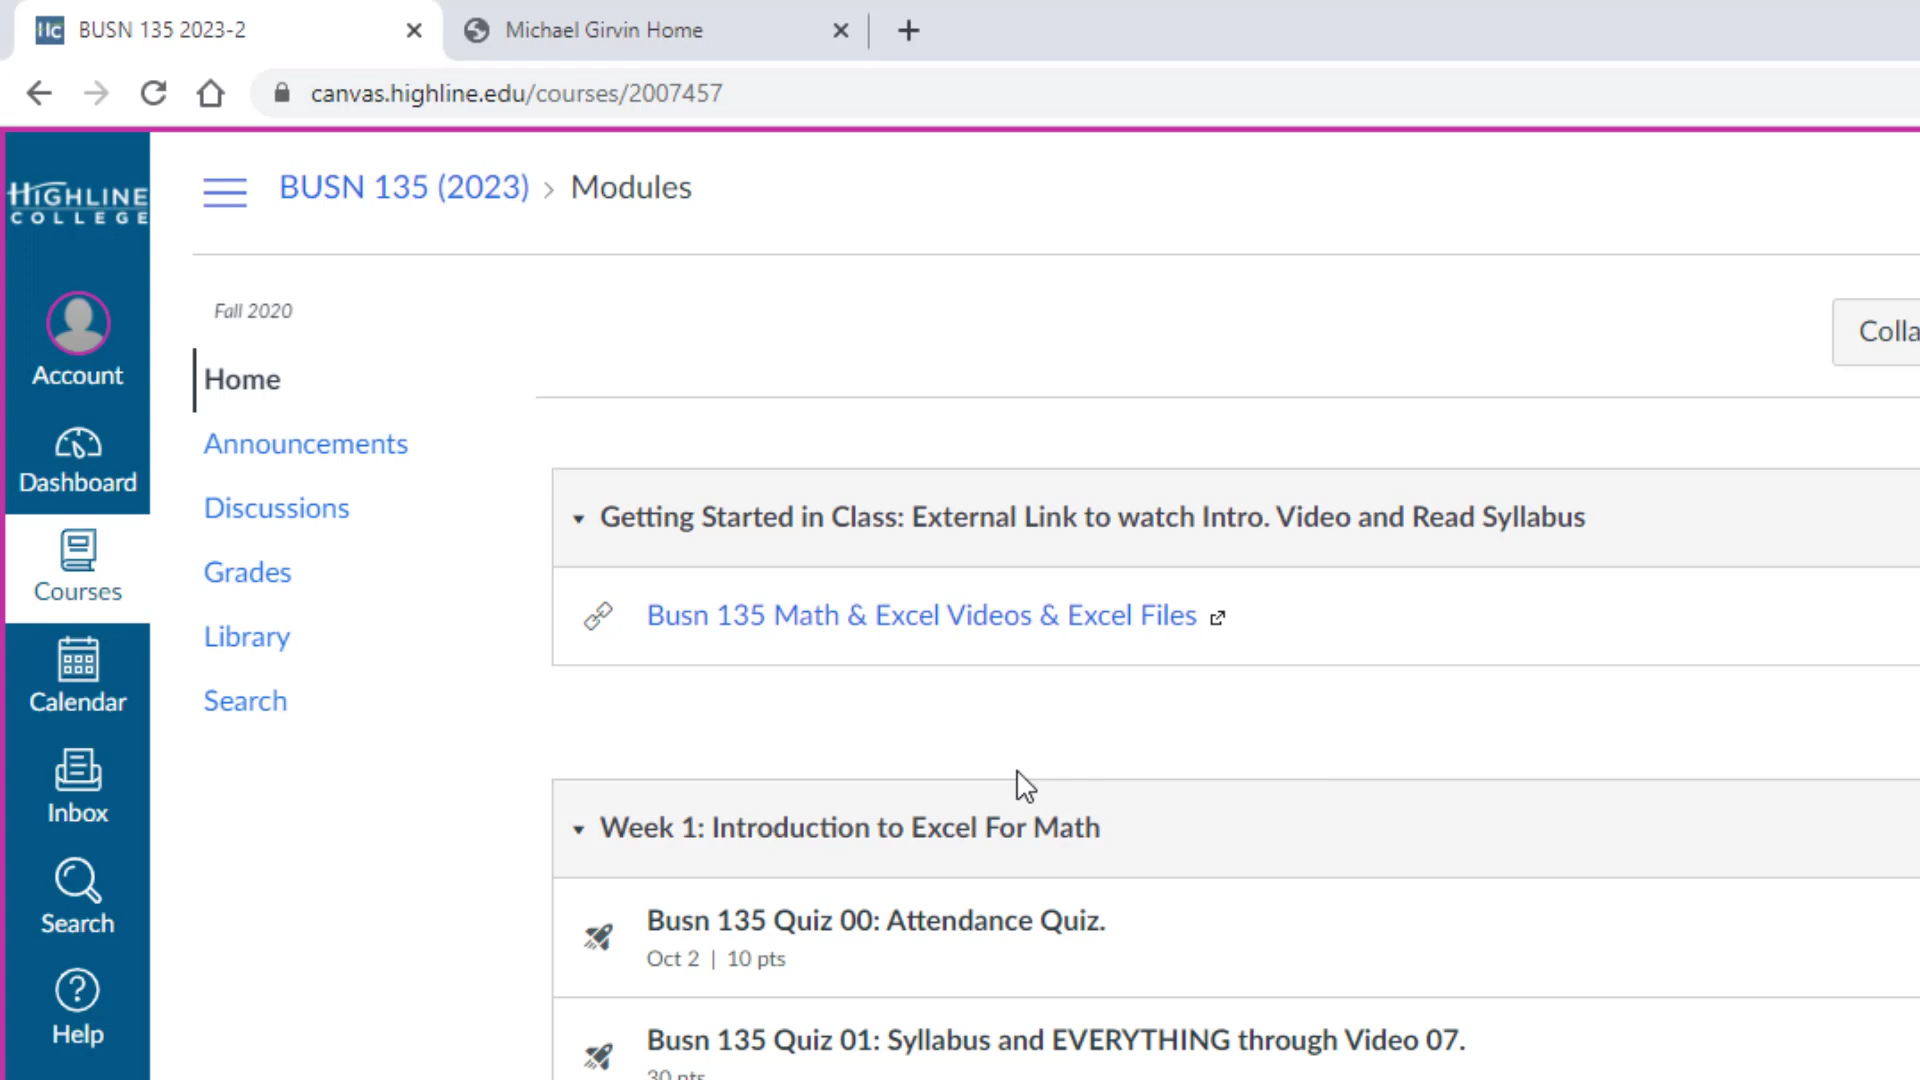 BUSN 135 2023-2
Michael Girvin Home
canvas.highline.edu/courses/2007457
HIGHLINE
COLLEGE
BUSN 135 (2023) > Modules
Fall 2020
Colla
Account
Home
Announcements
Dashboard
Discussions
Getting Started in Class: External Link to watch Intro. Video and Read Syllabus
Courses
Grades
Busn 135 Math & Excel Videos & Excel Files
Library
Calendar
Search
Inbox
Week 1: Introduction to Excel For Math
Search
Busn 135 Quiz 00: Attendance Quiz.
Oct 2 | 10 pts
Help
Busn 135 Quiz 01: Syllabus and EVERYTHING through Video 07.
30 pts